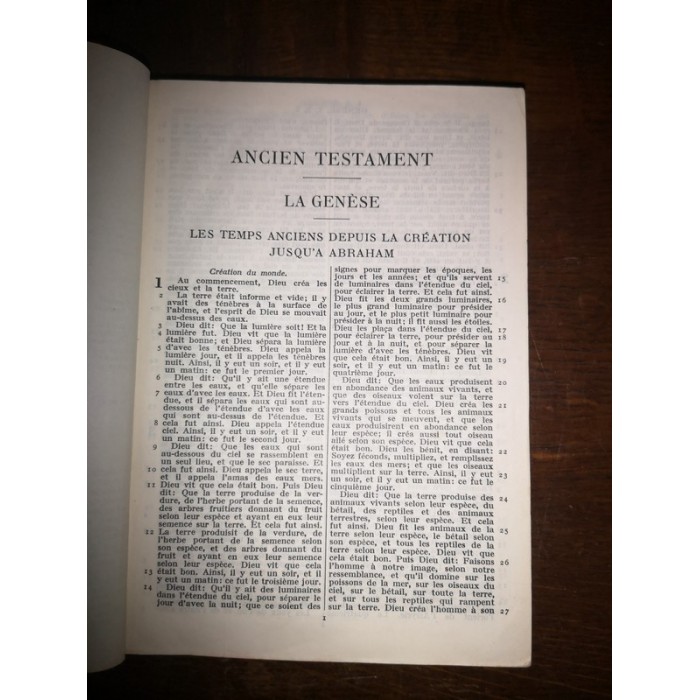 ANCIEN TESTAMENT
LA GENÈSE
LES TEMPS ANCIENS DEPUIS LA CRÉATION
JUSQU'A ABRAHAM
Création du monde.
1 Au commencement, Dieu créa les
cieux et la terre.
2 La terre était informe et vide; il y
avait des ténèbres à la surface de
l'abîme, et l'esprit de Dieu se mouvait
au-dessus des eaux.
3 Dieu dit: Que la lumière soit! Et la
4 lumière fut. Dieu vit que la lumière
était bonne; et Dieu sépara la lumière
5 d'avec les ténèbres. Dieu appela la
lumière jour, et il appela les ténèbres
nuit. Ainsi, il y eut un soir, et il y eut
un matin: ce fut le premier jour.
6 Dieu dit: Qu'il y ait une étendue
entre les eaux, et qu'elle sépare les
7 eaux d'avec les eaux. Et Dieu fit l'éten-
due, et il sépara les eaux qui sont au-
dessous de l'étendue d'avec les eaux
qui sont au-dessus de l'étendue. Et
8 cela fut ainsi. Dieu appela l'étendue
ciel. Ainsi, il y eut un soir, et il y eut
un matin: ce fut le second jour.
9 Dieu dit: Que les eaux qui sont
au-dessous du ciel se rassemblent en
un seul lieu, et que le sec paraisse. Et
10 cela fut ainsi. Dieu appela le sec terre,
et il appela l'amas des eaux mers.
11 Dieu vit que cela était bon. Puis Dieu
dit: Que la terre produise de la ver-
dure, de l'herbe portant de la semence,
des arbres fruitiers donnant du fruit
selon leur espèce et ayant en eux leur
semence sur la terre. Et cela fut ainsi.
12 La terre produisit de la verdure, de
l'herbe portant de la semence selon
son espèce, et des arbres donnant du
fruit et ayant en eux leur semence
selon leur espèce. Dieu vit que cela
13 était bon. Ainsi, il y eut un soir, et il
y eut un matin: ce fut le troisième jour.
14 Dieu dit: Qu'il y ait des luminaires
dans l'étendue du ciel, pour séparer le
jour d'avec la nuit; que ce soient des
signes pour marquer les époques, les
jours et les années; et qu'ils servent 15
de luminaires dans l'étendue du ciel,
pour éclairer la terre. Et cela fut ainsi.
Dieu fit les deux grands luminaires, 16
le plus grand luminaire pour présider
au jour, et le plus petit luminaire pour
présider à la nuit; il fit aussi les étoiles.
Dieu les plaça dans l'étendue du ciel, 17
pour éclairer la terre, pour présider au 18
jour et à la nuit, et pour séparer la
lumière d'avec les ténèbres. Dieu vit
que cela était bon. Ainsi, il y eut un 19
soir, et il y eut un matin: ce fut le
quatrième jour.
Dieu dit: Que les eaux produisent 20
en abondance des animaux vivants, et
que des oiseaux volent sur la terre
vers l'étendue du ciel. Dieu créa les 21
grands poissons et tous les animaux
vivants qui se meuvent, et que les
eaux produisirent en abondance selon
leur espèce; il créa aussi tout oiseau
ailé selon son espèce. Dieu vit que cela
était bon. Dieu les bénit, en disant: 22
Soyez féconds, multipliez, et remplissez
les eaux des mers; et que les oiseaux
multiplient sur la terre. Ainsi, il y eut 23
un soir, et il y eut un matin: ce fut le
cinquième jour.
Dieu dit: Que la terre produise des 24
animaux vivants selon leur espèce, du
bétail, des reptiles et des animaux
terrestres, selon leur espèce. Et cela
fut ainsi. Dieu fit les animaux de la 25
terre selon leur espèce, le bétail selon
son espèce, et tous les reptiles de la
terre selon leur espèce. Dieu vit que
cela était bon. Puis Dieu dit: Faisons 26
l'homme à notre image, selon notre
ressemblance, et qu'il domine sur les
poissons de la mer, sur les oiseaux du
ciel, sur le bétail, sur toute la terre,
et sur tous les reptiles qui rampent
sur la terre. Dieu créa l'homme à son 27
1